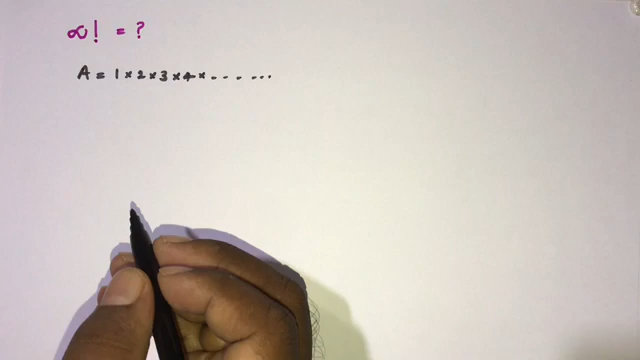 ∞! = ?
A = 1 × 2 × 3 × 4 × - - - - ...